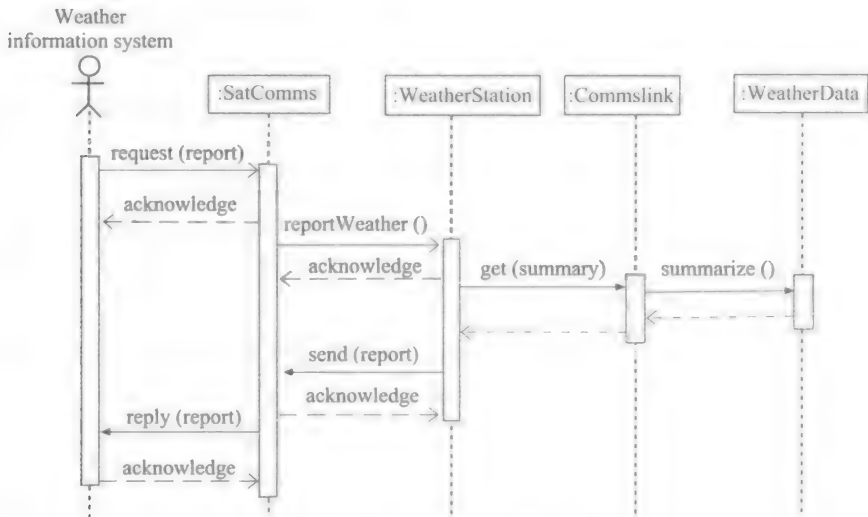 Weather
information system
:SatComms
:WeatherStation
:Commslink
:WeatherData
request (report)
acknowledge
reportWeather ()
acknowledge
get (summary)
summarize ()
send (report)
acknowledge
reply (report)
acknowledge